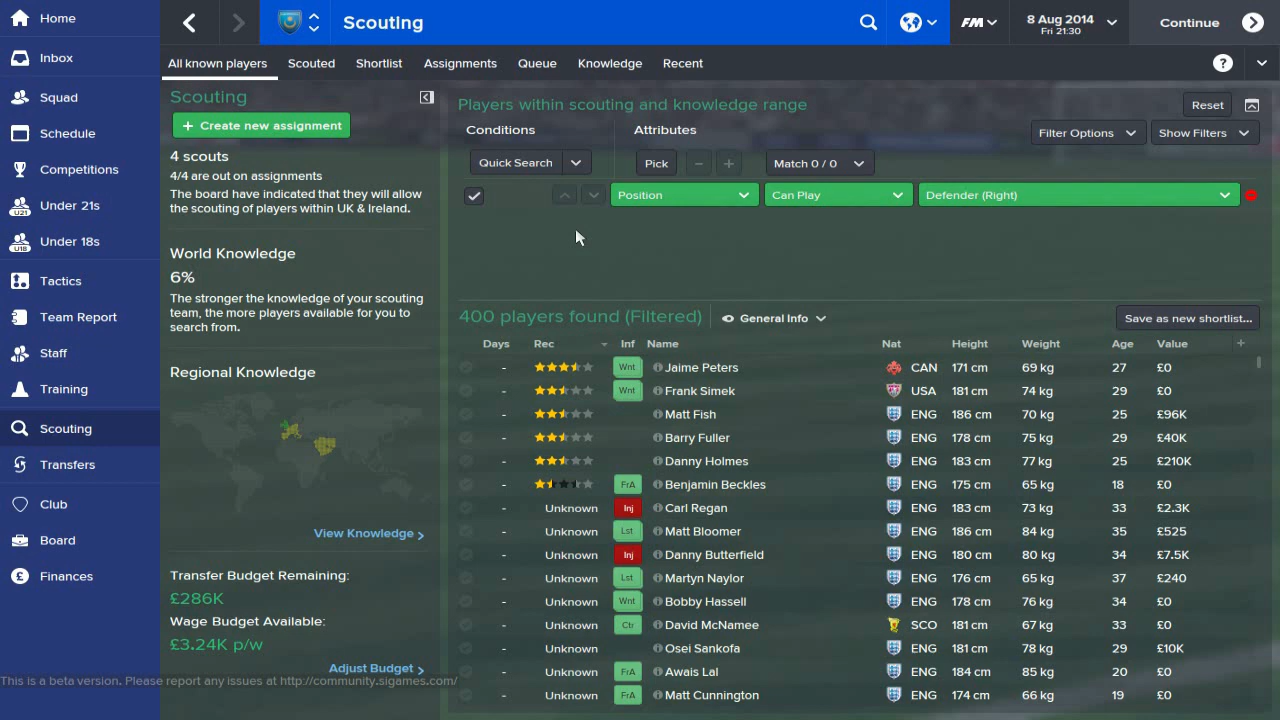 Home
Inbox
Squad
Schedule
Competitions
U21 Under 21s
U18 Under 18s
Tactics
Team Report
Staff
Training
Scouting
Transfers
Club
Board
£ Finances
Scouting
FM
8 Aug 2014
Fri 21:30
Continue
All known players Scouted Shortlist Assignments Queue Knowledge Recent ?
Scouting
+ Create new assignment
4 scouts
4/4 are out on assignments
The board have indicated that they will allow
the scouting of players within UK & Ireland.
World Knowledge
6%
The stronger the knowledge of your scouting
team, the more players available for you to
search from.
Regional Knowledge
View Knowledge >
Transfer Budget Remaining:
£286K
Wage Budget Available:
£3.24K p/w
Adjust Budget >
This is a beta version. Please report any issues at http://community.sigames.com/
Players within scouting and knowledge range
Reset
Conditions Attributes
Filter Options Show Filters
Quick Search Pick − + Match 0 / 0
Position Can Play Defender (Right)
400 players found (Filtered) General Info Save as new shortlist...
Days Rec Inf Name Nat Height Weight Age Value +
- Wnt Jaime Peters CAN 171 cm 69 kg 27 £0
- Wnt Frank Simek USA 181 cm 74 kg 29 £0
- Matt Fish ENG 186 cm 70 kg 25 £96K
- Barry Fuller ENG 178 cm 75 kg 29 £40K
- Danny Holmes ENG 183 cm 77 kg 25 £210K
- FrA Benjamin Beckles ENG 175 cm 65 kg 18 £0
- Unknown Inj Carl Regan ENG 183 cm 73 kg 33 £2.3K
- Unknown Lst Matt Bloomer ENG 186 cm 84 kg 35 £525
- Unknown Inj Danny Butterfield ENG 180 cm 80 kg 34 £7.5K
- Unknown Lst Martyn Naylor ENG 176 cm 65 kg 37 £240
- Unknown Wnt Bobby Hassell ENG 178 cm 76 kg 34 £0
- Unknown Ctr David McNamee SCO 181 cm 67 kg 33 £0
- Unknown Osei Sankofa ENG 181 cm 78 kg 29 £10K
- Unknown FrA Awais Lal ENG 184 cm 85 kg 20 £0
- Unknown FrA Matt Cunnington ENG 174 cm 66 kg 19 £0